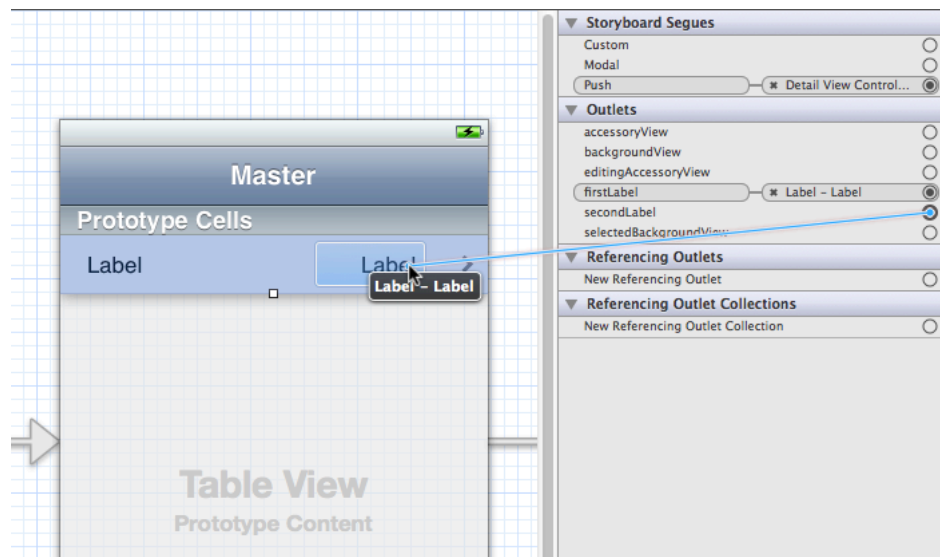 Master
Prototype Cells
Label
Label
Label – Label
Table View
Prototype Content
Storyboard Segues
Custom
Modal
Push
Detail View Control...
Outlets
accessoryView
backgroundView
editingAccessoryView
firstLabel
Label – Label
secondLabel
selectedBackgroundView
Referencing Outlets
New Referencing Outlet
Referencing Outlet Collections
New Referencing Outlet Collection